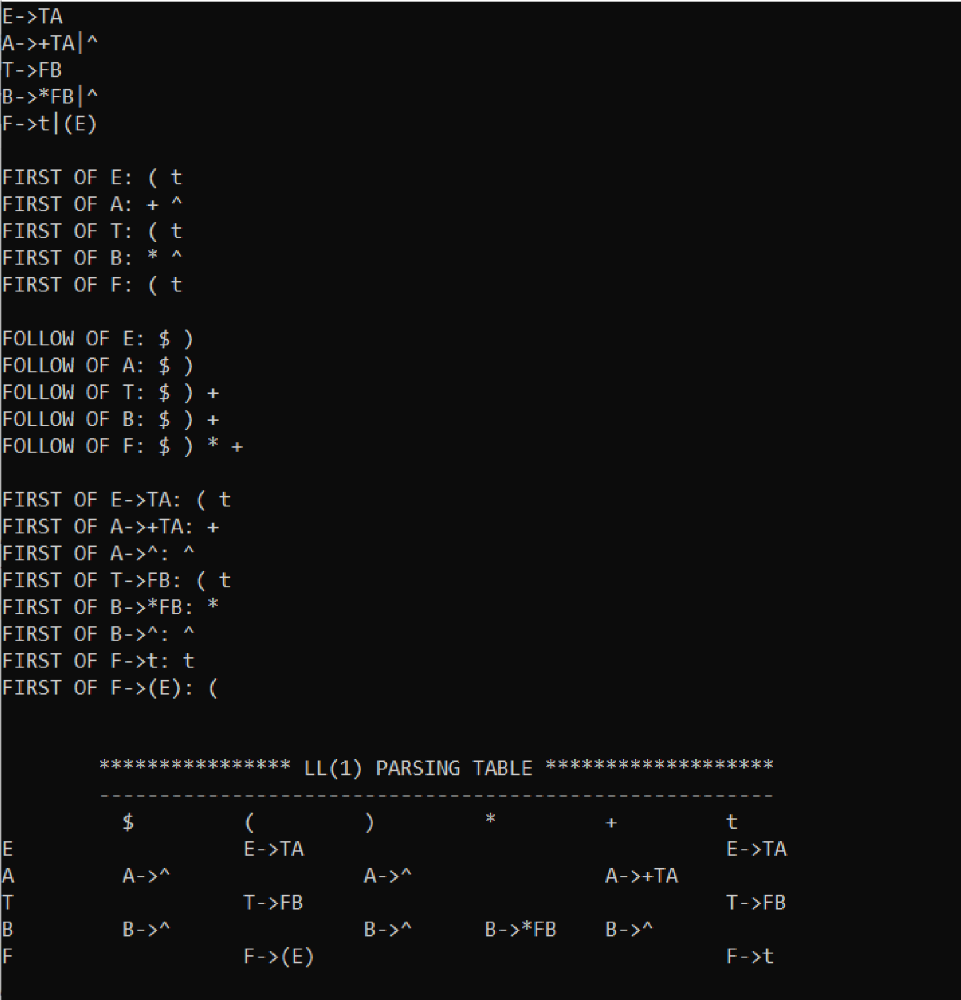 E->TA
A->+TA|^
T->FB
B->*FB|^
F->t|(E)
FIRST OF E: ( t
FIRST OF A: + ^
FIRST OF T: ( t
FIRST OF B: * ^
FIRST OF F: ( t
FOLLOW OF E: $ )
FOLLOW OF A: $ )
FOLLOW OF T: $ ) +
FOLLOW OF B: $ ) +
FOLLOW OF F: $ ) * +
FIRST OF E->TA: ( t
FIRST OF A->+TA: +
FIRST OF A->^: ^
FIRST OF T->FB: ( t
FIRST OF B->*FB: *
FIRST OF B->^: ^
FIRST OF F->t: t
FIRST OF F->(E): (
**************** LL(1) PARSING TABLE *******************
--------------------------------------------------------
$ ( ) * + t
E E->TA E->TA
A A->^ A->^ A->+TA
T T->FB T->FB
B B->^ B->^ B->*FB B->^
F F->(E) F->t